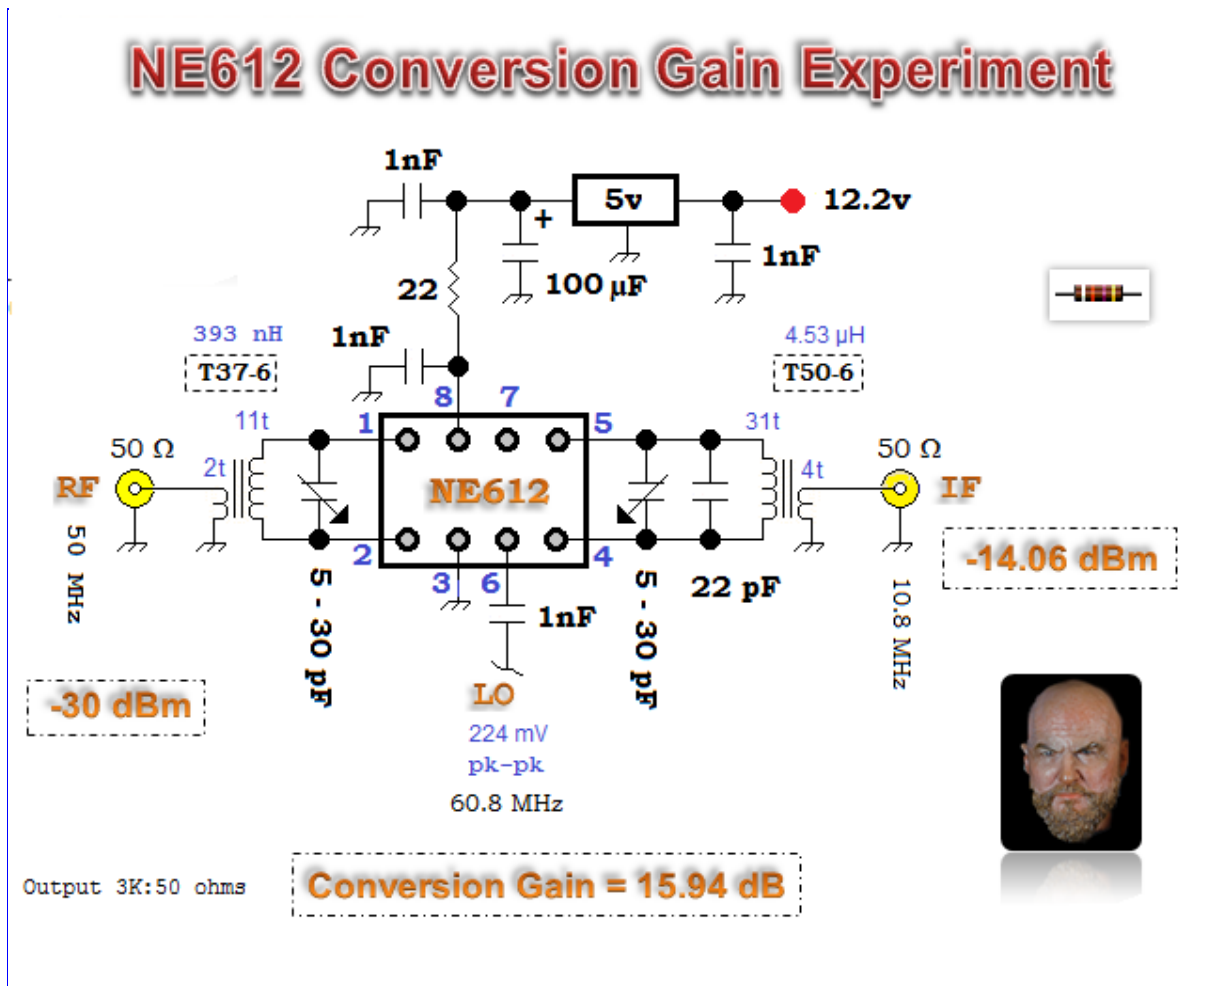 NE612 Conversion Gain Experiment
1nF
5v
12.2v
+
1nF
22
100 µF
393 nH
1nF
4.53 µH
T37-6
T50-6
8
7
11t
1
5
31t
50 Ω
50 Ω
2t
4t
RF
NE612
IF
50 MHz
2
3
6
4
-14.06 dBm
5 - 30 pF
1nF
5 - 30 pF
22 pF
10.8 MHz
-30 dBm
LO
224 mV
pk-pk
60.8 MHz
Output 3K:50 ohms
Conversion Gain = 15.94 dB